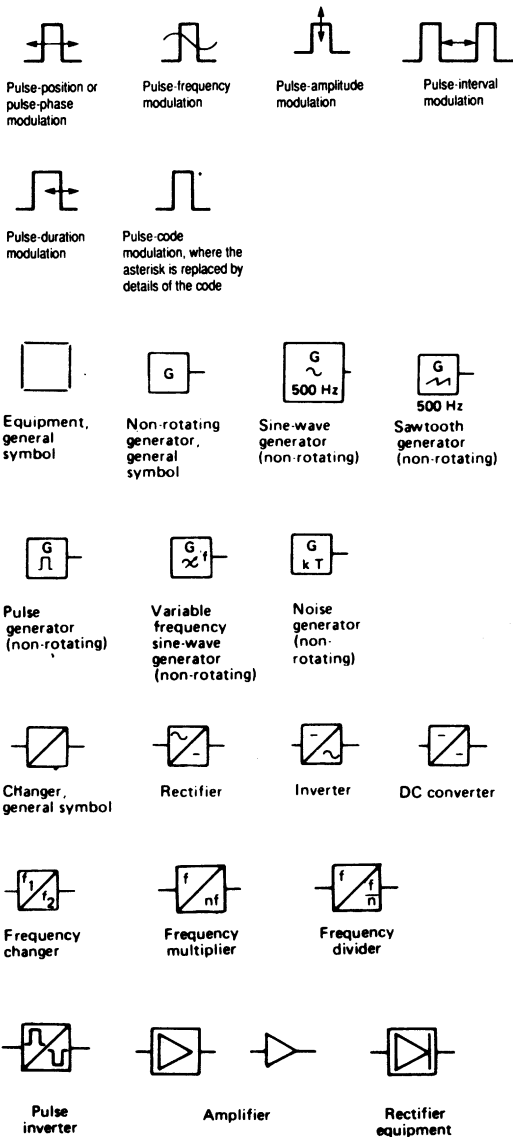 Pulse-position or
pulse-phase
modulation
Pulse-frequency
modulation
Pulse-amplitude
modulation
Pulse-interval
modulation
Pulse-duration
modulation
Pulse-code
modulation, where the
asterisk is replaced by
details of the code
Equipment,
general
symbol
G
Non-rotating
generator,
general
symbol
G
500 Hz
Sine-wave
generator
(non-rotating)
G
500 Hz
Sawtooth
generator
(non-rotating)
G
Pulse
generator
(non-rotating)
G
f
Variable
frequency
sine-wave
generator
(non-rotating)
G
k T
Noise
generator
(non-
rotating)
Changer,
general symbol
Rectifier
Inverter
DC converter
f1
f2
Frequency
changer
f
nf
Frequency
multiplier
f
f
n
Frequency
divider
Pulse
inverter
Amplifier
Rectifier
equipment